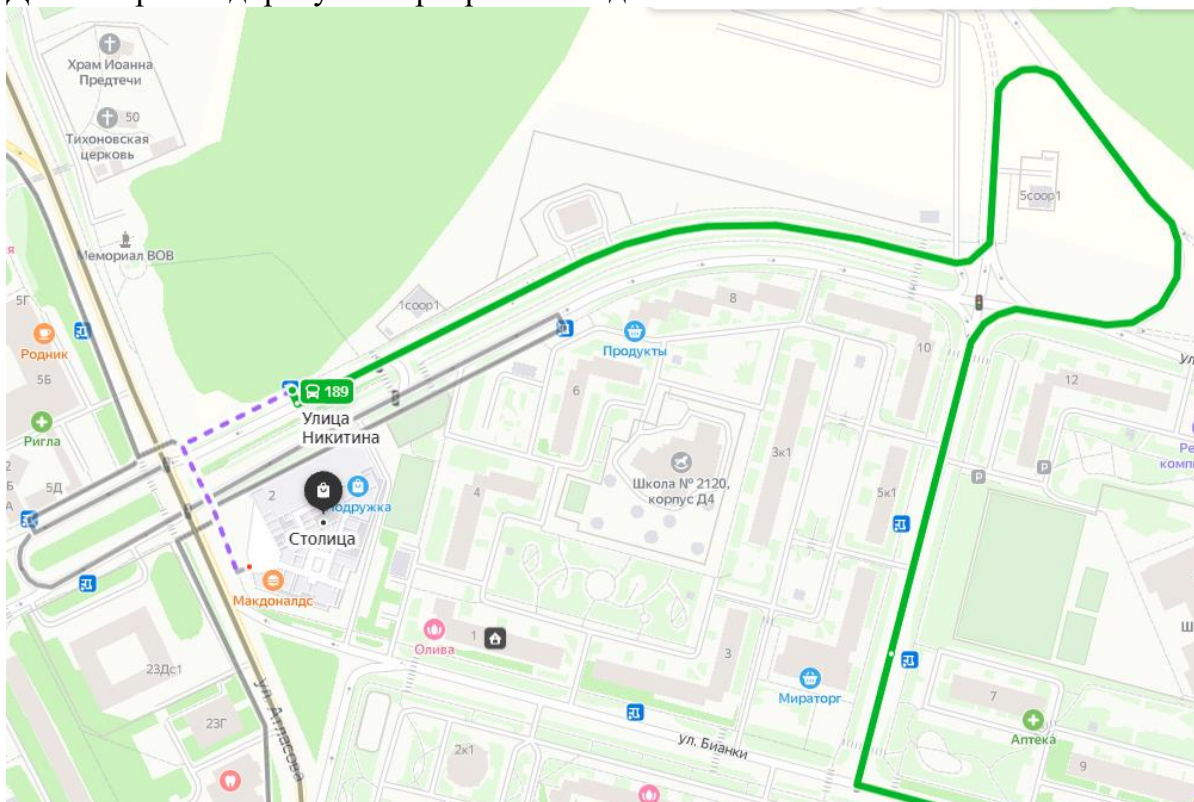 Храм Иоанна
Предтечи
50
Тихоновская
церковь
5соор1
Мемориал ВОВ
5Г
1соор1
8
Родник
5Б
Продукты
10
189
6
12
Улица
Никитина
Ригла
3к1
Школа № 2120,
корпус Д4
Р
Р
5Д
2
4
5к1
Столица
Макдоналдс
1
Олива
3
23Дс1
Мираторг
7
23Г
ул. Атласова
ул. Бианки
Аптека
2к1
9